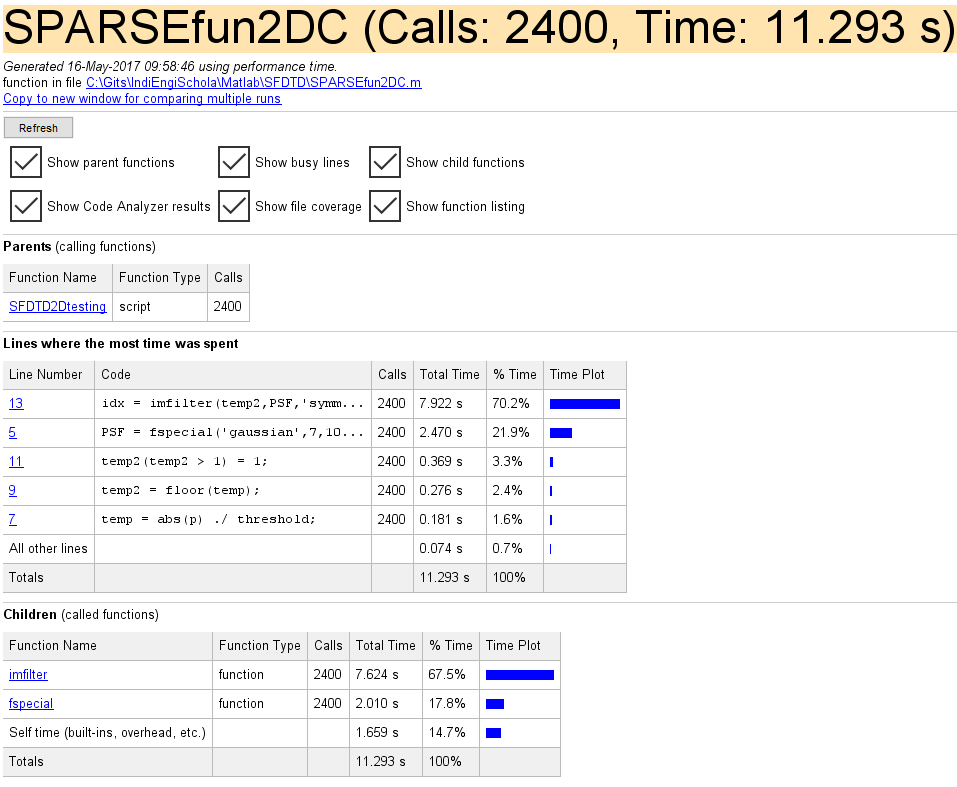 SPARSEfun2DC (Calls: 2400, Time: 11.293 s)
Generated 16-May-2017 09:58:46 using performance time.
function in file C:\Gits\IndiEngiSchola\Matlab\SFDTD\SPARSEfun2DC.m
Copy to new window for comparing multiple runs
Refresh
Show parent functions Show busy lines Show child functions
Show Code Analyzer results Show file coverage Show function listing
Parents (calling functions)
Function Name Function Type Calls
SFDTD2Dtesting script 2400
Lines where the most time was spent
Line Number Code Calls Total Time % Time Time Plot
13 idx = imfilter(temp2,PSF,'symm... 2400 7.922 s 70.2%
5 PSF = fspecial('gaussian',7,10... 2400 2.470 s 21.9%
11 temp2(temp2 > 1) = 1; 2400 0.369 s 3.3%
9 temp2 = floor(temp); 2400 0.276 s 2.4%
7 temp = abs(p) ./ threshold; 2400 0.181 s 1.6%
All other lines 0.074 s 0.7%
Totals 11.293 s 100%
Children (called functions)
Function Name Function Type Calls Total Time % Time Time Plot
imfilter function 2400 7.624 s 67.5%
fspecial function 2400 2.010 s 17.8%
Self time (built-ins, overhead, etc.) 1.659 s 14.7%
Totals 11.293 s 100%